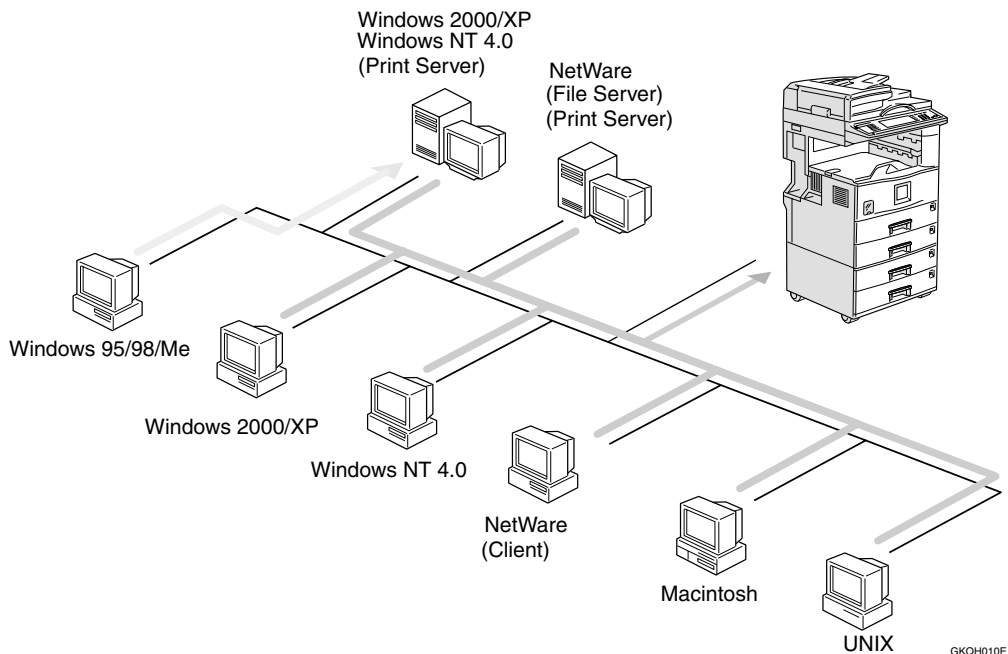 Windows 2000/XP
Windows NT 4.0
(Print Server)
NetWare
(File Server)
(Print Server)
Windows 95/98/Me
Windows 2000/XP
Windows NT 4.0
NetWare
(Client)
Macintosh
UNIX
GKQH010E